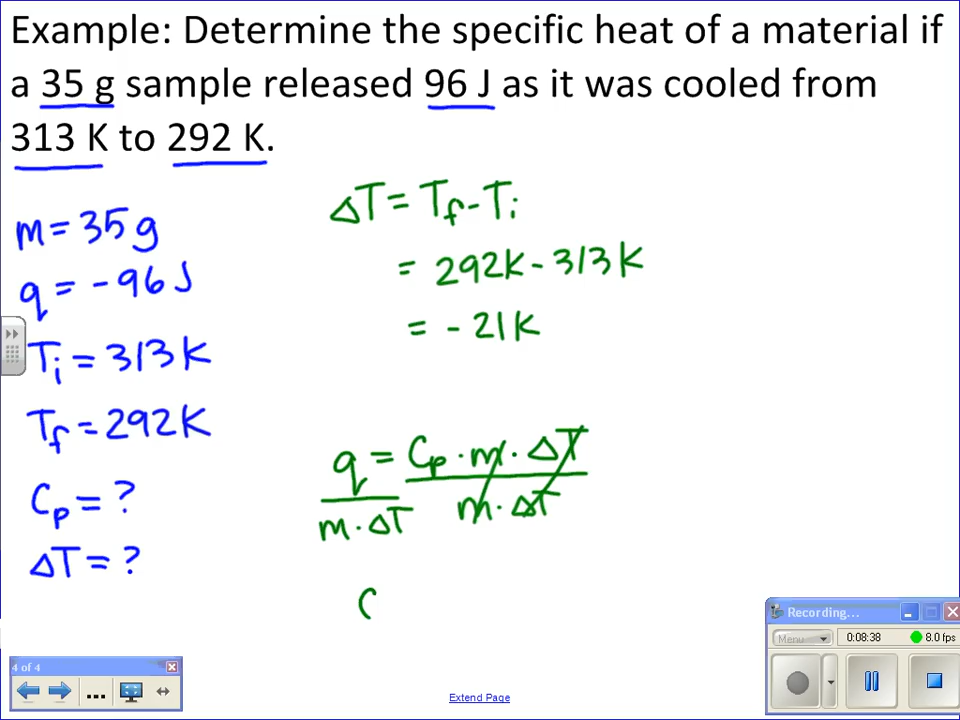 Example: Determine the specific heat of a material if
a 35 g sample released 96 J as it was cooled from
313 K to 292 K.
m = 35 g
q = -96 J
Ti = 313 K
Tf = 292 K
Cp = ?
ΔT = ?
ΔT = Tf - Ti
= 292K - 313K
= -21K
q = Cp · m · ΔT
m · ΔT m · ΔT
C
Recording...
Menu
0:08:38
8.0 fps
4 of 4
...
Extend Page